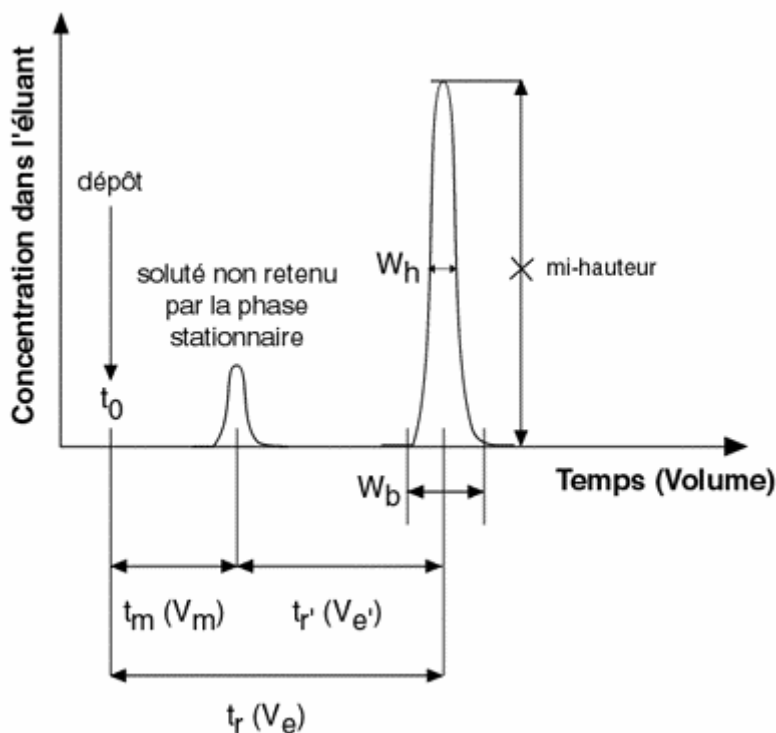 Concentration dans l'éluant
dépôt
t0
soluté non retenu
par la phase
stationnaire
Wh
mi-hauteur
Wb
Temps (Volume)
tm (Vm)
tr' (Ve')
tr (Ve)